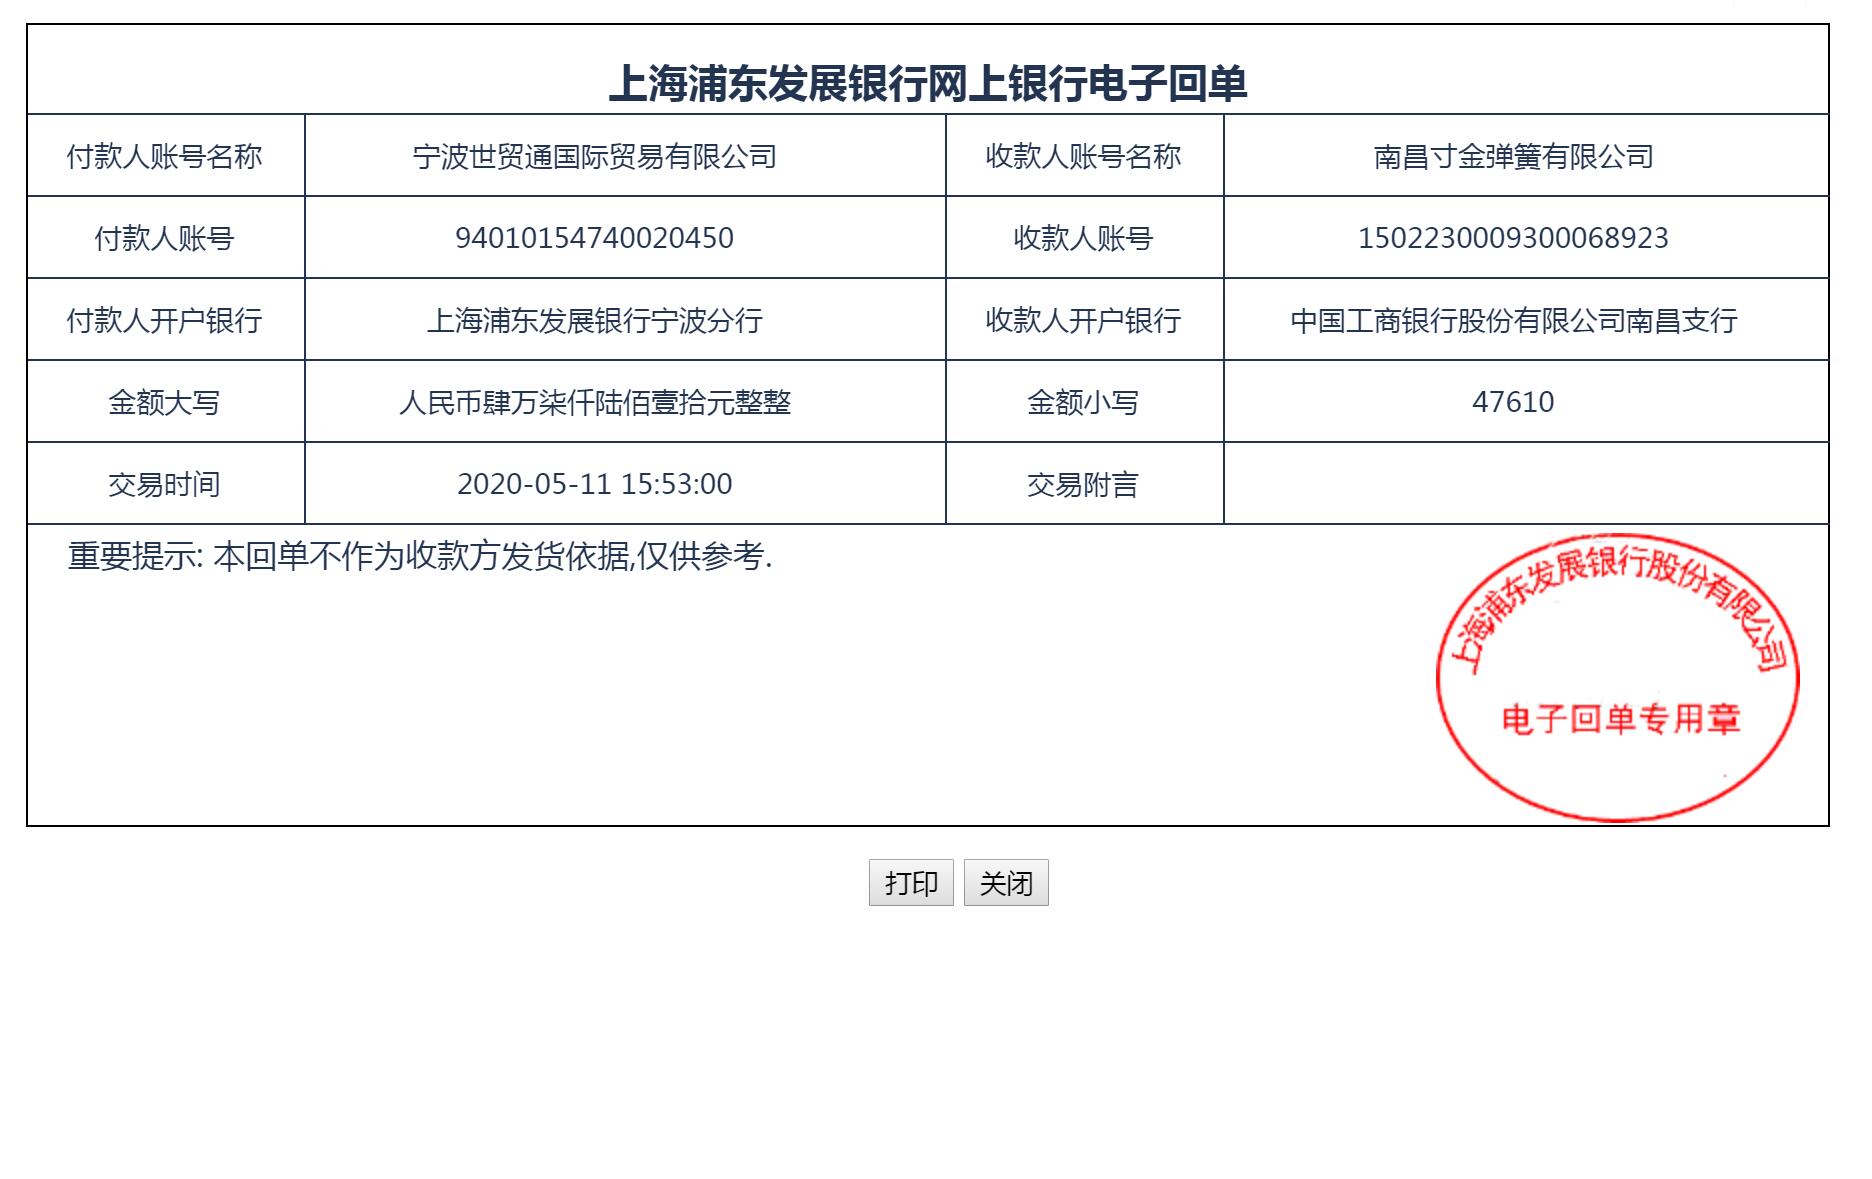 上海浦东发展银行网上银行电子回单
付款人账号名称 宁波世贸通国际贸易有限公司 收款人账号名称 南昌寸金弹簧有限公司
付款人账号 94010154740020450 收款人账号 1502230009300068923
付款人开户银行 上海浦东发展银行宁波分行 收款人开户银行 中国工商银行股份有限公司南昌支行
金额大写 人民币肆万柒仟陆佰壹拾元整整 金额小写 47610
交易时间 2020-05-11 15:53:00 交易附言
重要提示: 本回单不作为收款方发货依据,仅供参考.
上海浦东发展银行股份有限公司
电子回单专用章
打印 关闭